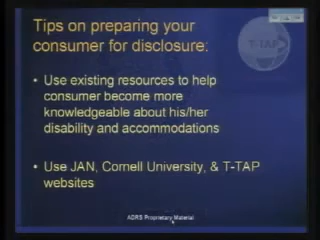 Tips on preparing your
consumer for disclosure:
• Use existing resources to help
consumer become more
knowledgeable about his/her
disability and accommodations
• Use JAN, Cornell University, & T-TAP
websites
T-TAP
ADRS Proprietary Material